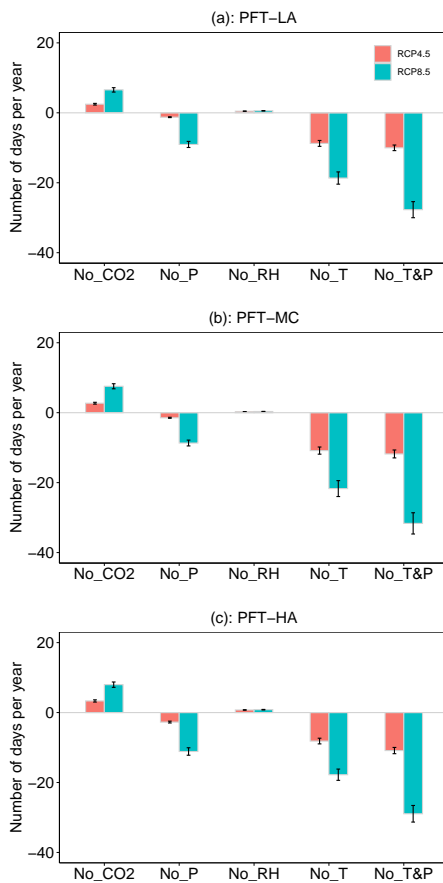 (a): PFT−LA
Number of days per year
20
0
−20
−40
RCP4.5
RCP8.5
No_CO2 No_P No_RH No_T No_T&P
(b): PFT−MC
Number of days per year
20
0
−20
−40
No_CO2 No_P No_RH No_T No_T&P
(c): PFT−HA
Number of days per year
20
0
−20
−40
No_CO2 No_P No_RH No_T No_T&P